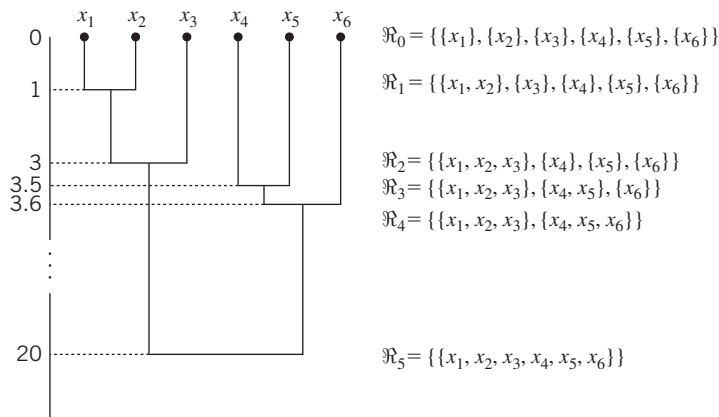 x₁ x₂ x₃ x₄ x₅ x₆
0 ℜ₀ = {{x₁}, {x₂}, {x₃}, {x₄}, {x₅}, {x₆}}
1 ℜ₁ = {{x₁, x₂}, {x₃}, {x₄}, {x₅}, {x₆}}
3 ℜ₂ = {{x₁, x₂, x₃}, {x₄}, {x₅}, {x₆}}
3.5 ℜ₃ = {{x₁, x₂, x₃}, {x₄, x₅}, {x₆}}
3.6 ℜ₄ = {{x₁, x₂, x₃}, {x₄, x₅, x₆}}
20 ℜ₅ = {{x₁, x₂, x₃, x₄, x₅, x₆}}